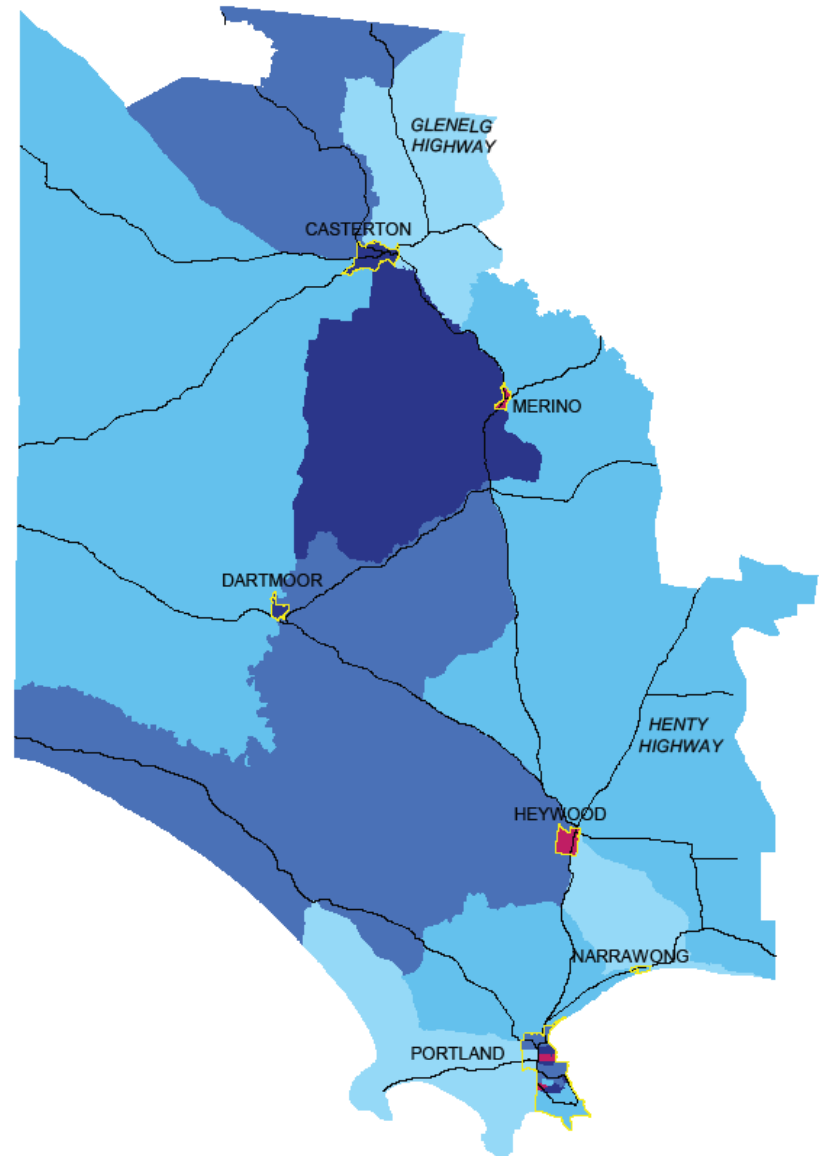 GLENELG
HIGHWAY
CASTERTON
MERINO
DARTMOOR
HENTY
HIGHWAY
HEYWOOD
NARRAWONG
PORTLAND